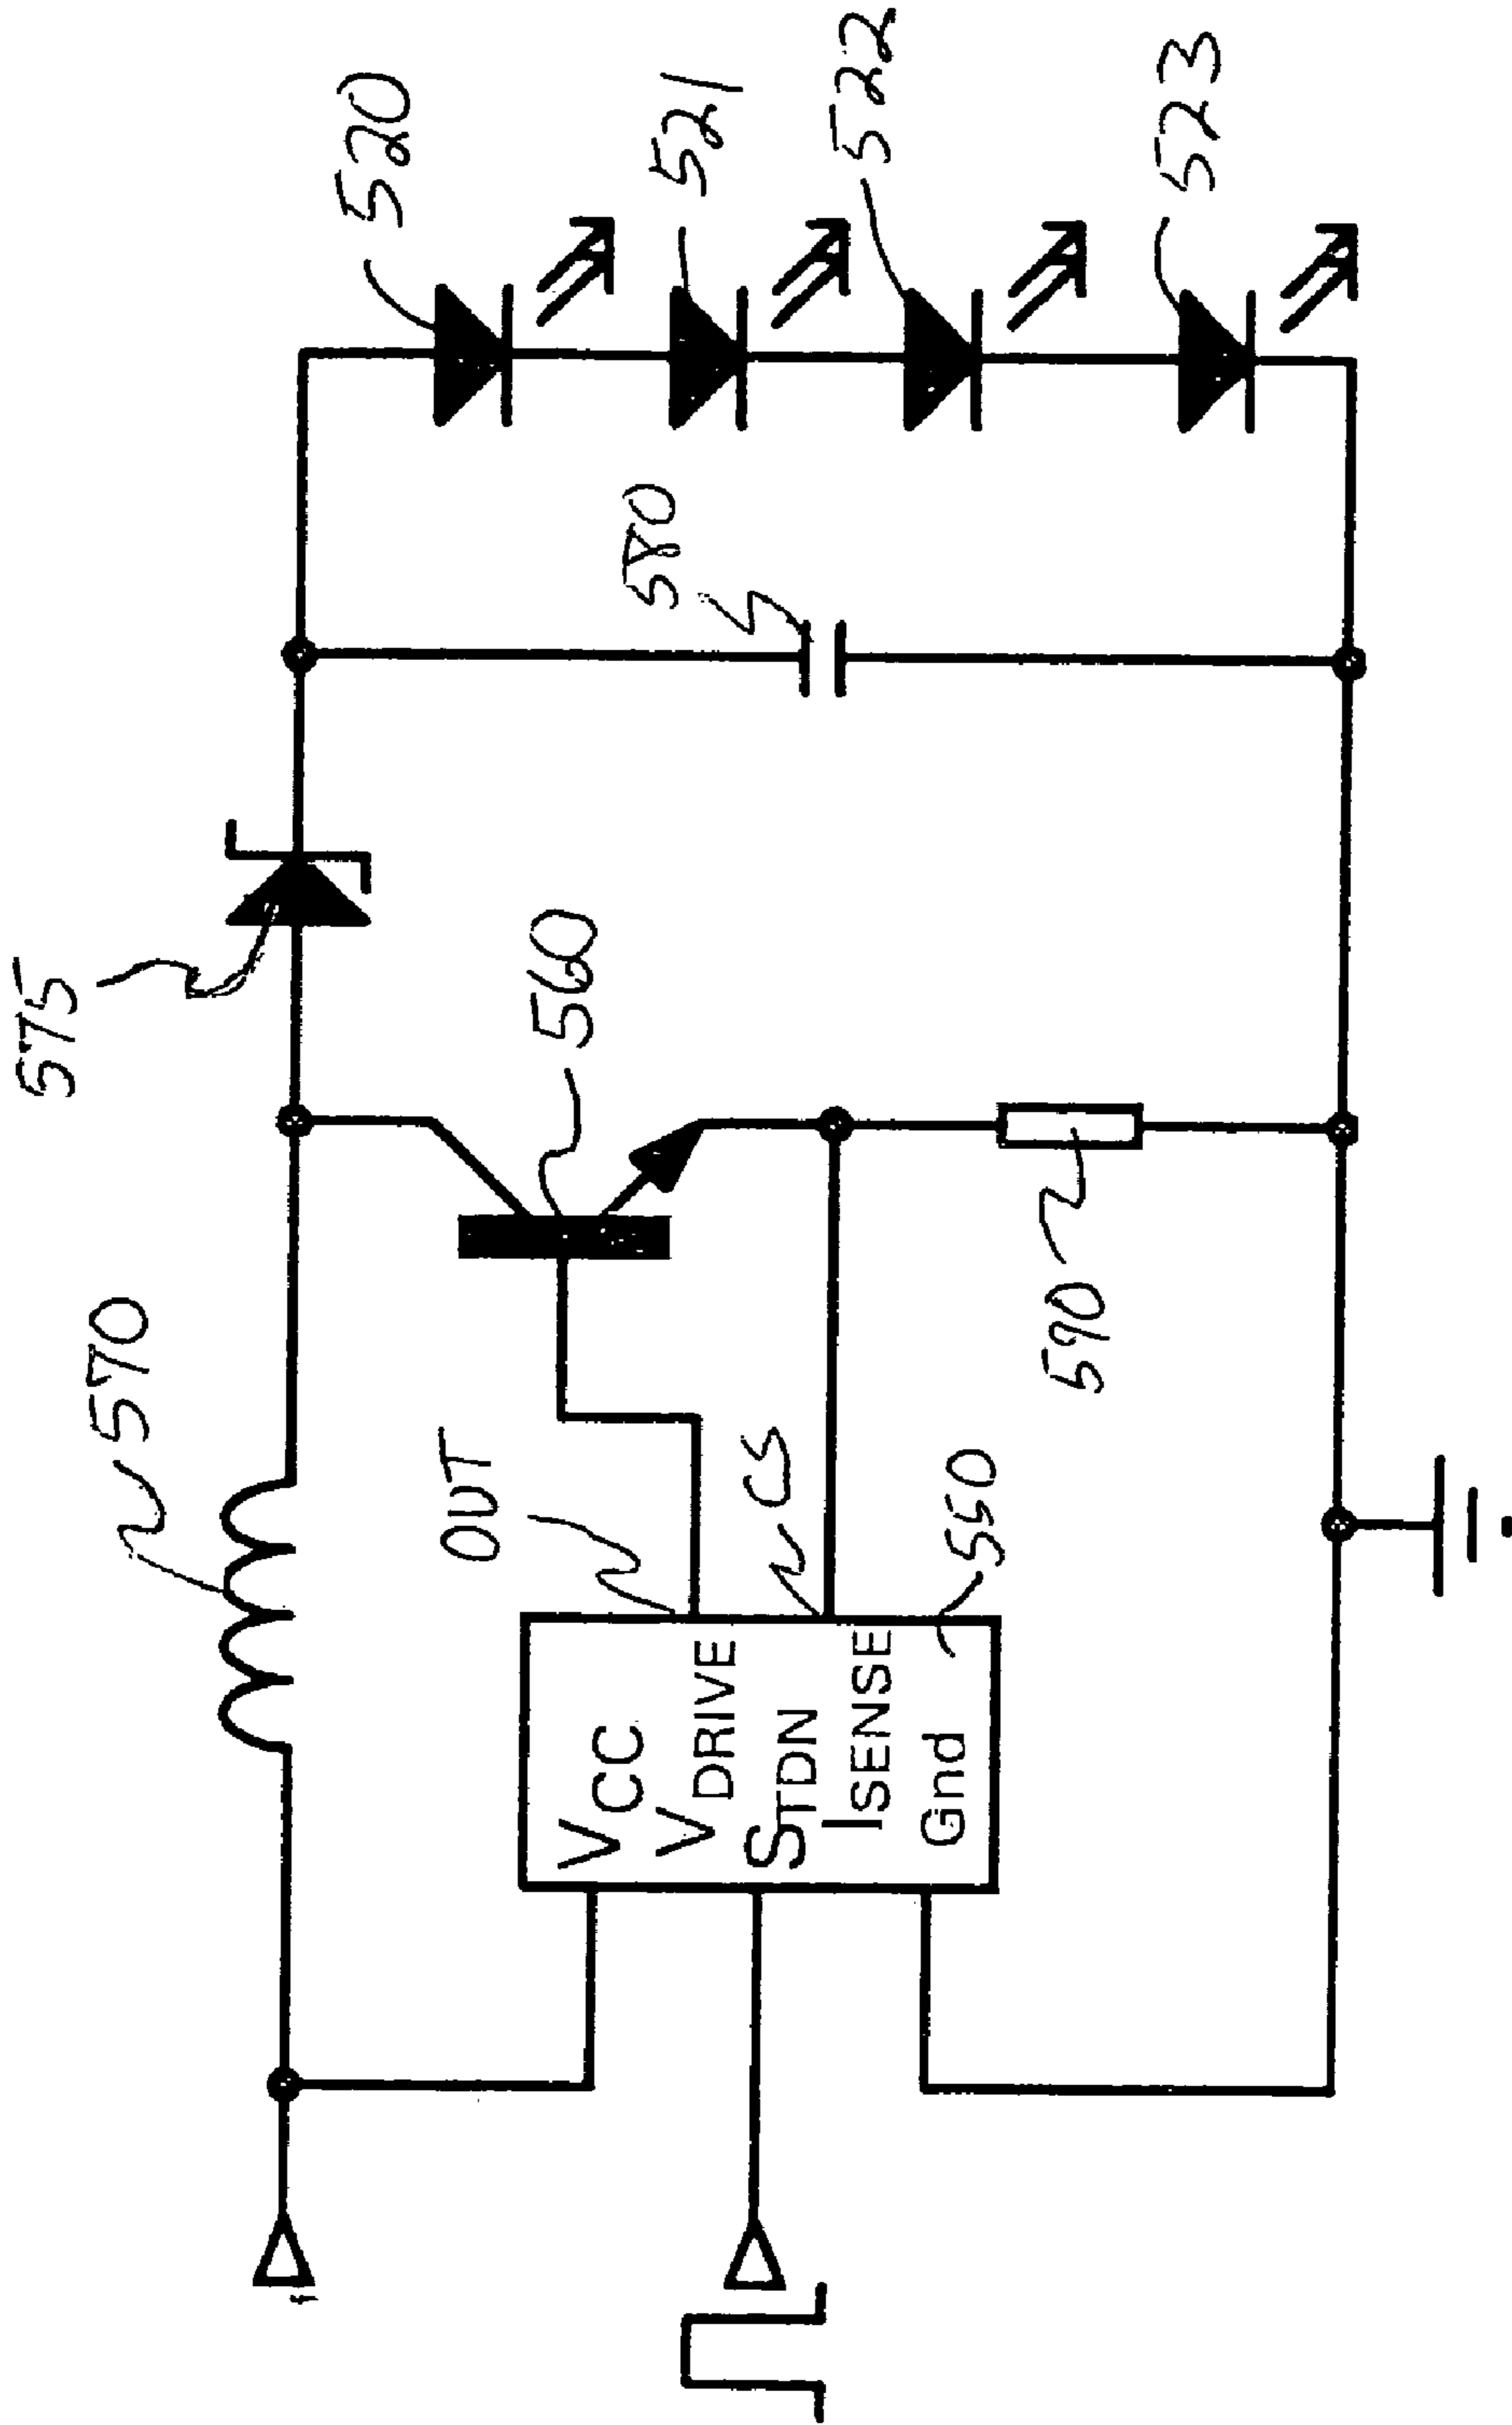 575
570
520
OUT
560
VCC
VDRIVE
STDN
ISENSE
Gnd
580
521
CS
522
550
590
523